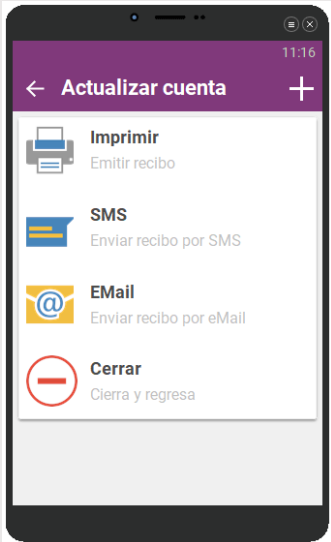 11:16
Actualizar cuenta
Imprimir
Emitir recibo
SMS
Enviar recibo por SMS
@
EMail
Enviar recibo por eMail
Cerrar
Cierra y regresa